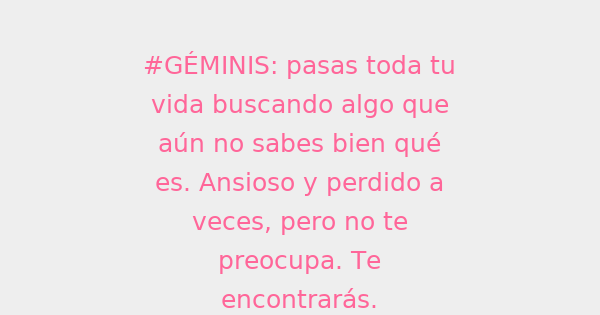 #GÉMINIS: pasas toda tu
vida buscando algo que
aún no sabes bien qué
es. Ansioso y perdido a
veces, pero no te
preocupa. Te
encontrarás.